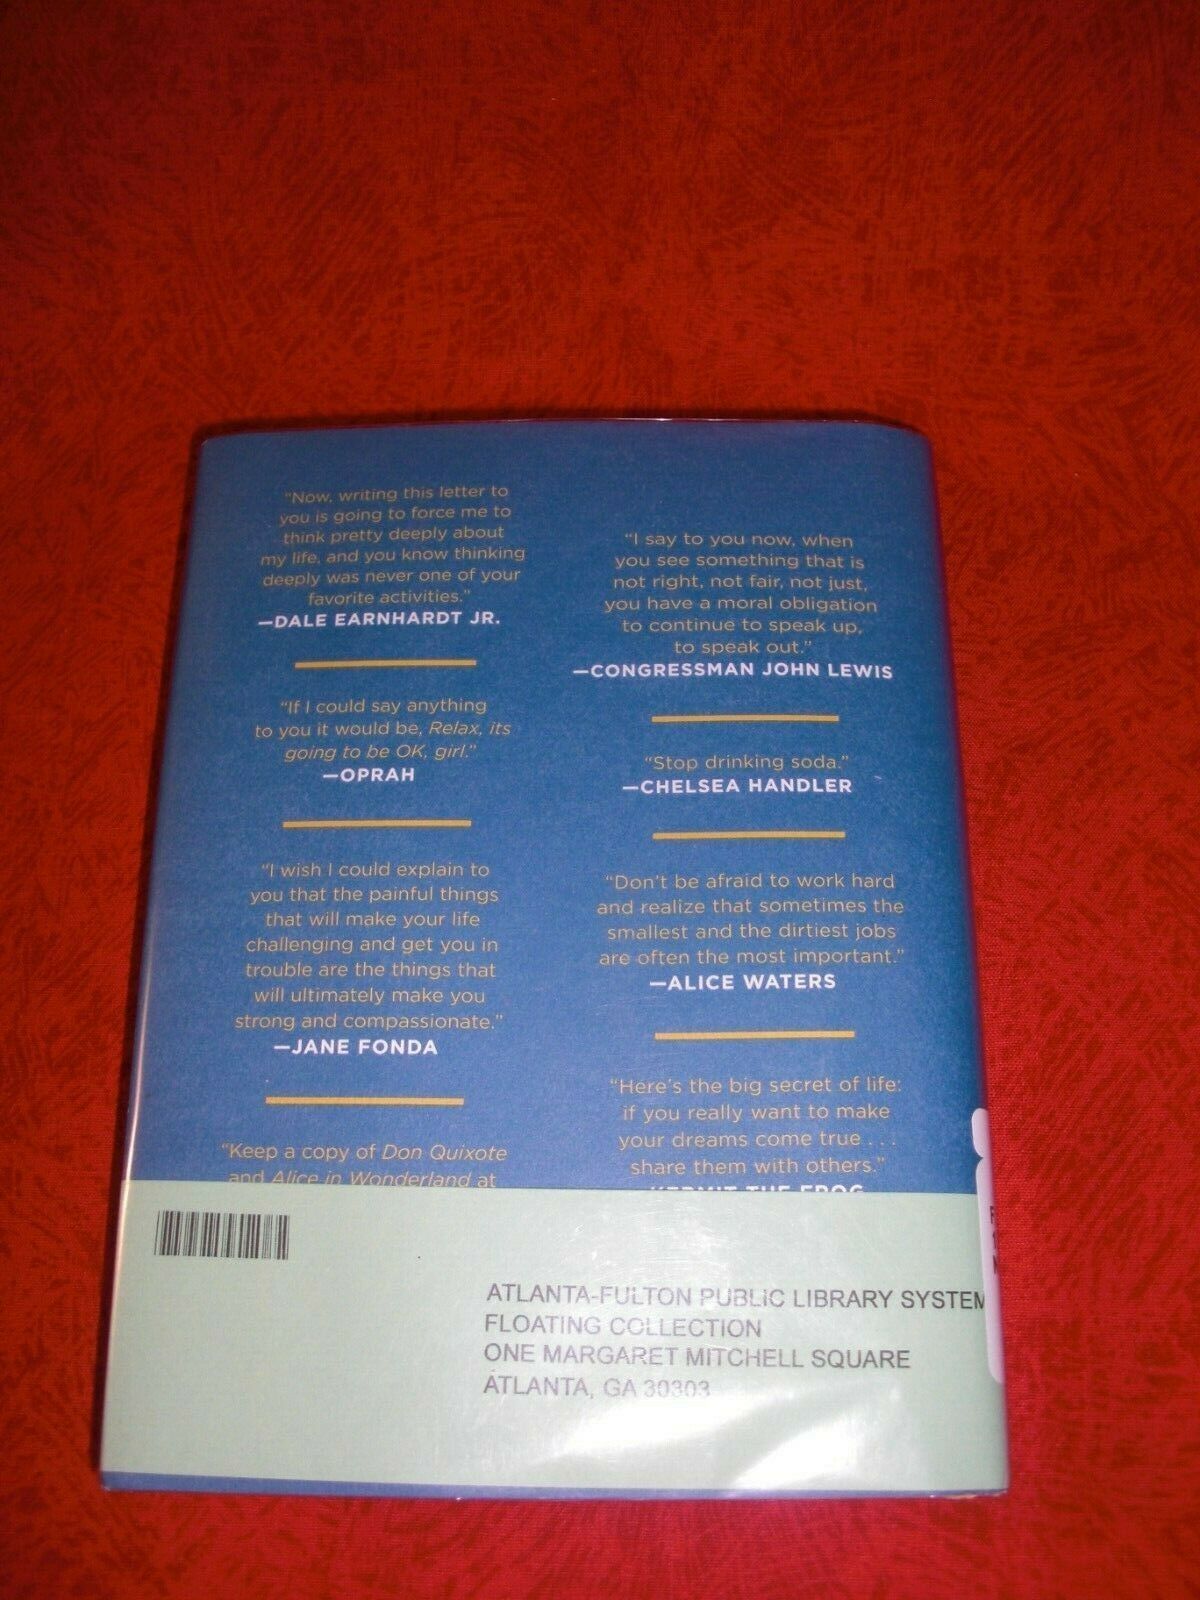 “Now, writing this letter to
you is going to force me to
think pretty deeply about
my life, and you know thinking
deeply was never one of your
favorite activities.”
—DALE EARNHARDT JR.
“If I could say anything
to you it would be, Relax, its
going to be OK, girl.”
—OPRAH
“I wish I could explain to
you that the painful things
that will make your life
challenging and get you in
trouble are the things that
will ultimately make you
strong and compassionate.”
—JANE FONDA
“Keep a copy of Don Quixote
and Alice in Wonderland at
“I say to you now, when
you see something that is
not right, not fair, not just,
you have a moral obligation
to continue to speak up,
to speak out.”
—CONGRESSMAN JOHN LEWIS
“Stop drinking soda.”
—CHELSEA HANDLER
“Don’t be afraid to work hard
and realize that sometimes the
smallest and the dirtiest jobs
are often the most important.”
—ALICE WATERS
“Here’s the big secret of life:
if you really want to make
your dreams come true . . .
share them with others.”
—KERMIT THE FROG
ATLANTA-FULTON PUBLIC LIBRARY SYSTEM
FLOATING COLLECTION
ONE MARGARET MITCHELL SQUARE
ATLANTA, GA 30303